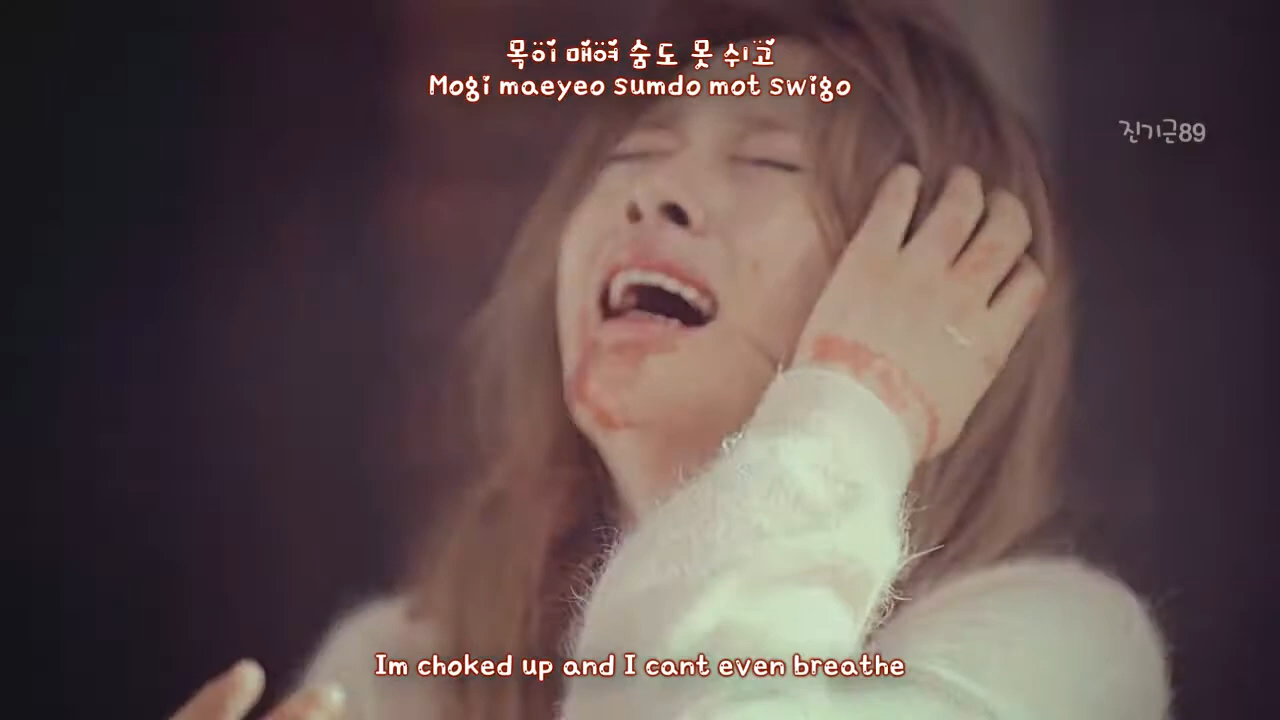 목이 매여 숨도 못 쉬고
Mogi maeyeo sumdo mot swigo
진기근89
Im choked up and I cant even breathe